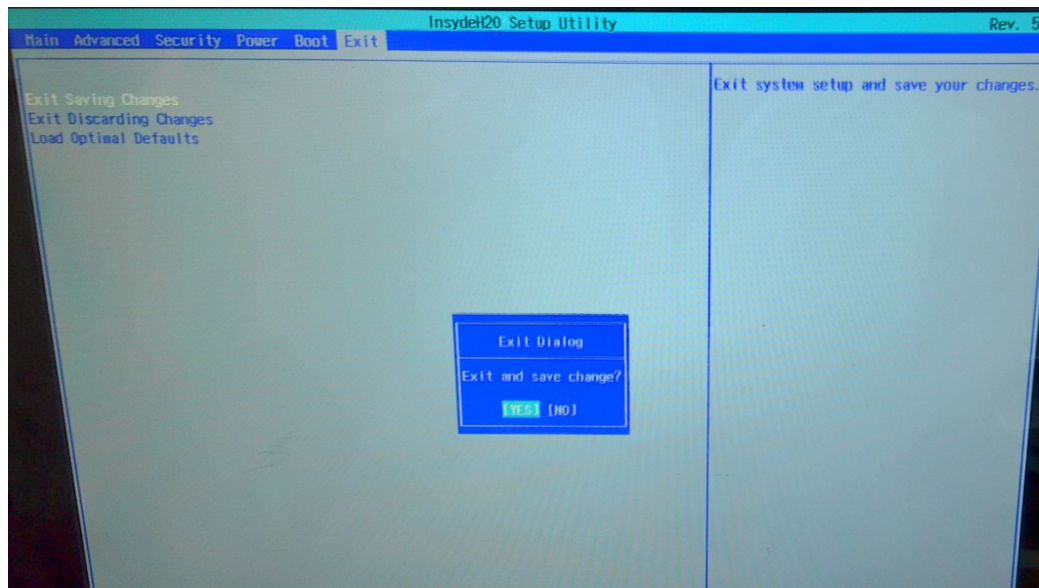 InsydeH20 Setup Utility Rev. 5
Main Advanced Security Power Boot Exit
Exit Saving Changes
Exit Discarding Changes
Load Optimal Defaults
Exit system setup and save your changes.
Exit Dialog
Exit and save change?
[YES] [NO]